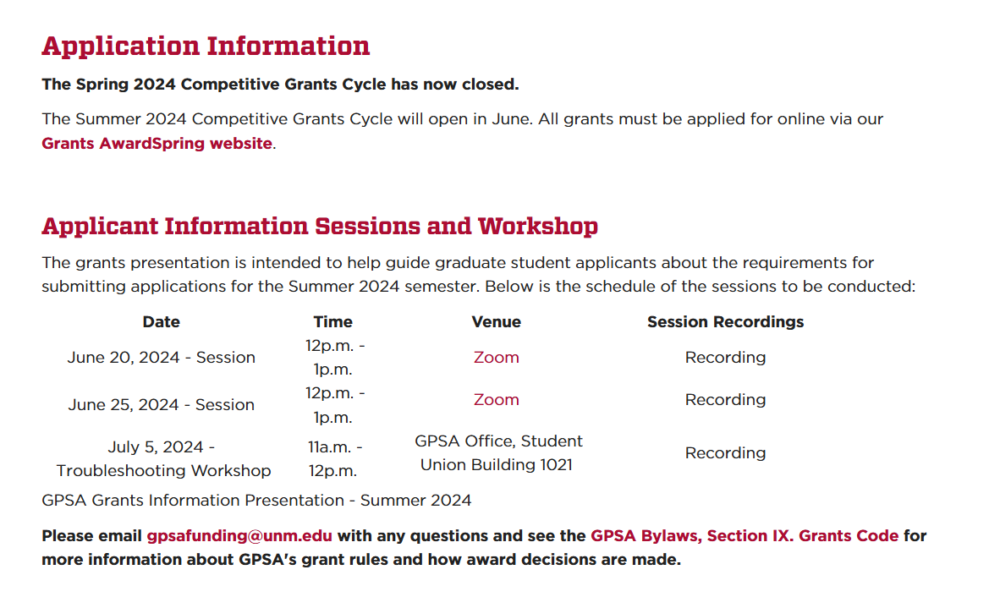 Application Information
The Spring 2024 Competitive Grants Cycle has now closed.
The Summer 2024 Competitive Grants Cycle will open in June. All grants must be applied for online via our
Grants AwardSpring website.
Applicant Information Sessions and Workshop
The grants presentation is intended to help guide graduate student applicants about the requirements for
submitting applications for the Summer 2024 semester. Below is the schedule of the sessions to be conducted:
Date Time Venue Session Recordings
June 20, 2024 - Session 12p.m. - Zoom Recording
1p.m.
June 25, 2024 - Session 12p.m. - Zoom Recording
1p.m.
July 5, 2024 - 11a.m. - GPSA Office, Student Recording
Troubleshooting Workshop 12p.m. Union Building 1021
GPSA Grants Information Presentation - Summer 2024
Please email gpsafunding@unm.edu with any questions and see the GPSA Bylaws, Section IX. Grants Code for
more information about GPSA's grant rules and how award decisions are made.